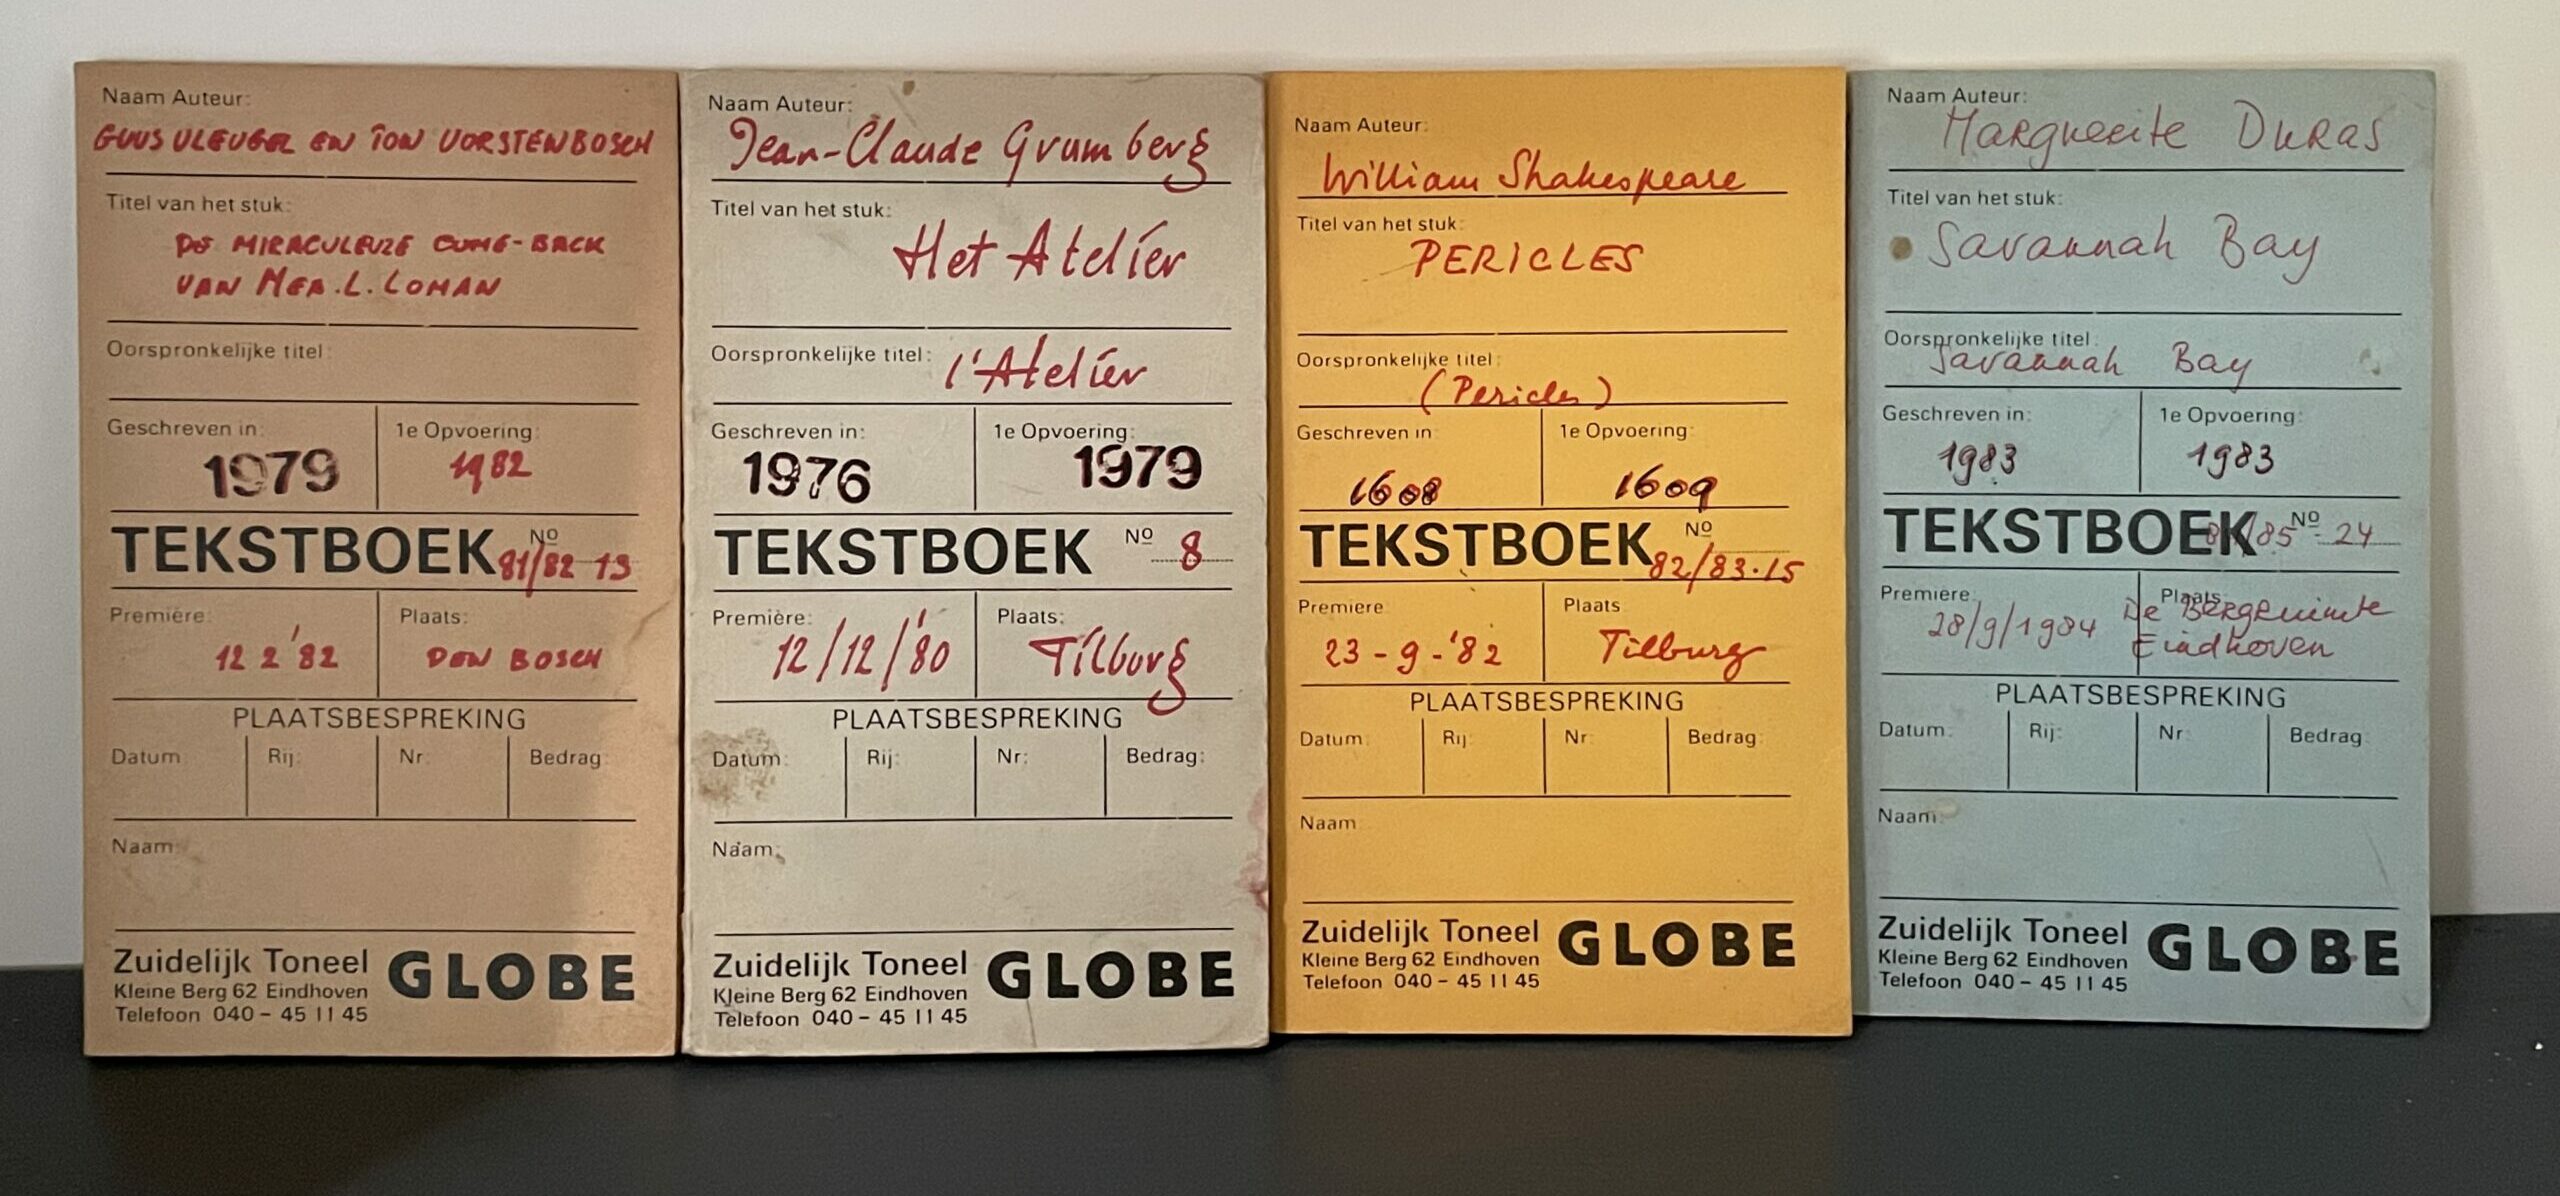 Naam Auteur:
GUUS VLEUGEL EN TON VORSTENBOSCH
Titel van het stuk:
DE MIRACULEUZE COME-BACK
VAN MEA. L. LOMAN
Oorspronkelijke titel:
Geschreven in: 1e Opvoering:
1979 1982
TEKSTBOEK Nº
81/82 13
Première: Plaats:
12 2 '82 DEN BOSCH
PLAATSBESPREKING
Datum: Rij: Nr: Bedrag:
Naam:
Zuidelijk Toneel GLOBE
Kleine Berg 62 Eindhoven
Telefoon 040 - 45 11 45
Naam Auteur:
Jean-Claude Grumberg
Titel van het stuk:
Het Atelier
Oorspronkelijke titel: l'Atelier
Geschreven in: 1e Opvoering:
1976 1979
TEKSTBOEK Nº 8
Première: Plaats:
12/12/'80 Tilburg
PLAATSBESPREKING
Datum: Rij: Nr: Bedrag:
Naam:
Zuidelijk Toneel GLOBE
Kleine Berg 62 Eindhoven
Telefoon 040 - 45 11 45
Naam Auteur:
William Shakespeare
Titel van het stuk:
PERICLES
Oorspronkelijke titel:
(Pericles)
Geschreven in 1e Opvoering:
1608 1609
TEKSTBOEK Nº
82/83.15
Premiere Plaats
23-9-'82 Tilburg
PLAATSBESPREKING
Datum: Rij: Nr: Bedrag:
Naam
Zuidelijk Toneel GLOBE
Kleine Berg 62 Eindhoven
Telefoon 040 - 45 11 45
Naam Auteur:
Marguerite Duras
Titel van het stuk:
Savannah Bay
Oorspronkelijke titel:
Savannah Bay
Geschreven in: 1e Opvoering:
1983 1983
TEKSTBOEK Nº 84/85 - 24
Première: Plaats:
28/9/1984 De Bergruimte
Eindhoven
PLAATSBESPREKING
Datum: Rij: Nr: Bedrag:
Naam:
Zuidelijk Toneel GLOBE
Kleine Berg 62 Eindhoven
Telefoon 040 - 45 11 45